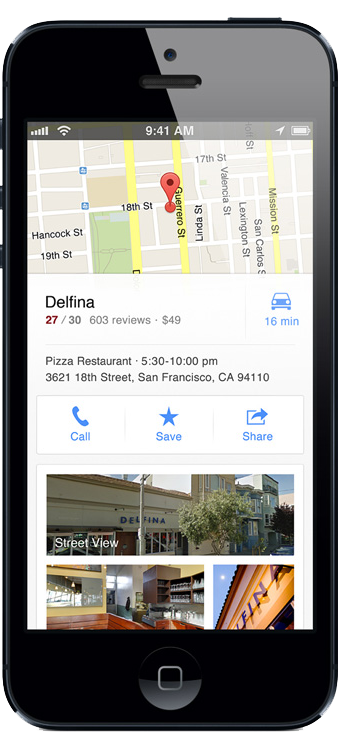 9:41 AM
17th St
18th St
Hancock St
19th St
Guerrero St
Linda St
Valencia St
Lexington St
San Carlos St
Mission St
Delfina
27 / 30 603 reviews · $49
16 min
Pizza Restaurant · 5:30-10:00 pm
3621 18th Street, San Francisco, CA 94110
Call
Save
Share
DELFINA
Street View